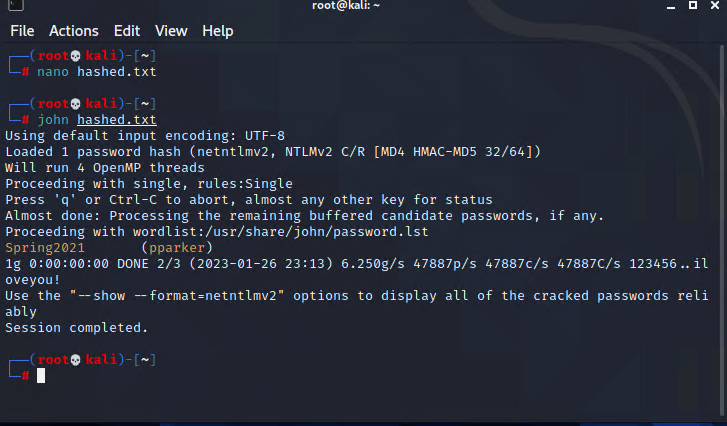 root@kali: ~
File Actions Edit View Help
┌──(root💀kali)-[~]
└─# nano hashed.txt
┌──(root💀kali)-[~]
└─# john hashed.txt
Using default input encoding: UTF-8
Loaded 1 password hash (netntlmv2, NTLMv2 C/R [MD4 HMAC-MD5 32/64])
Will run 4 OpenMP threads
Proceeding with single, rules:Single
Press 'q' or Ctrl-C to abort, almost any other key for status
Almost done: Processing the remaining buffered candidate passwords, if any.
Proceeding with wordlist:/usr/share/john/password.lst
Spring2021       (pparker)
1g 0:00:00:00 DONE 2/3 (2023-01-26 23:13) 6.250g/s 47887p/s 47887c/s 47887C/s 123456..il
oveyou!
Use the "--show --format=netntlmv2" options to display all of the cracked passwords reli
ably
Session completed.
┌──(root💀kali)-[~]
└─#